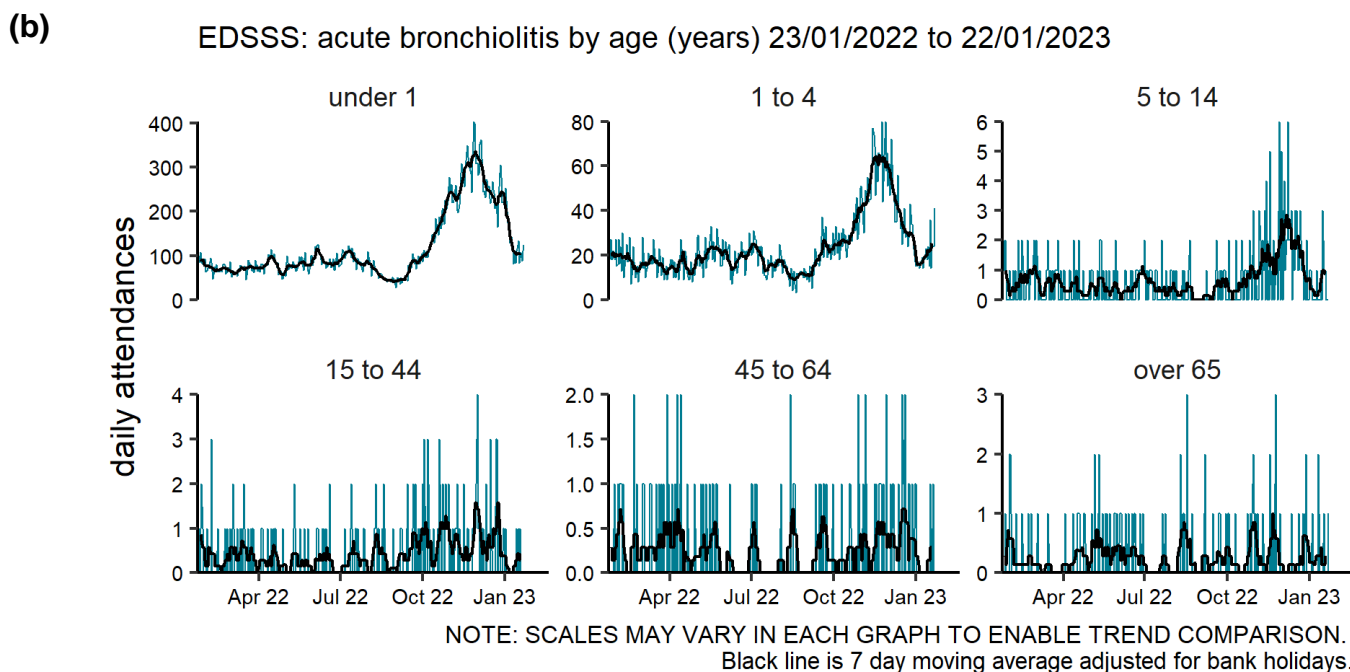 (b)
EDSSS: acute bronchiolitis by age (years) 23/01/2022 to 22/01/2023
under 1
1 to 4
5 to 14
400
300
200
100
0
80
60
40
20
0
6
5
4
3
2
1
0
daily attendances
15 to 44
45 to 64
over 65
4
3
2
1
0
2.0
1.5
1.0
0.5
0.0
3
2
1
0
Apr 22 Jul 22 Oct 22 Jan 23
Apr 22 Jul 22 Oct 22 Jan 23
Apr 22 Jul 22 Oct 22 Jan 23
NOTE: SCALES MAY VARY IN EACH GRAPH TO ENABLE TREND COMPARISON.
Black line is 7 day moving average adjusted for bank holidays.